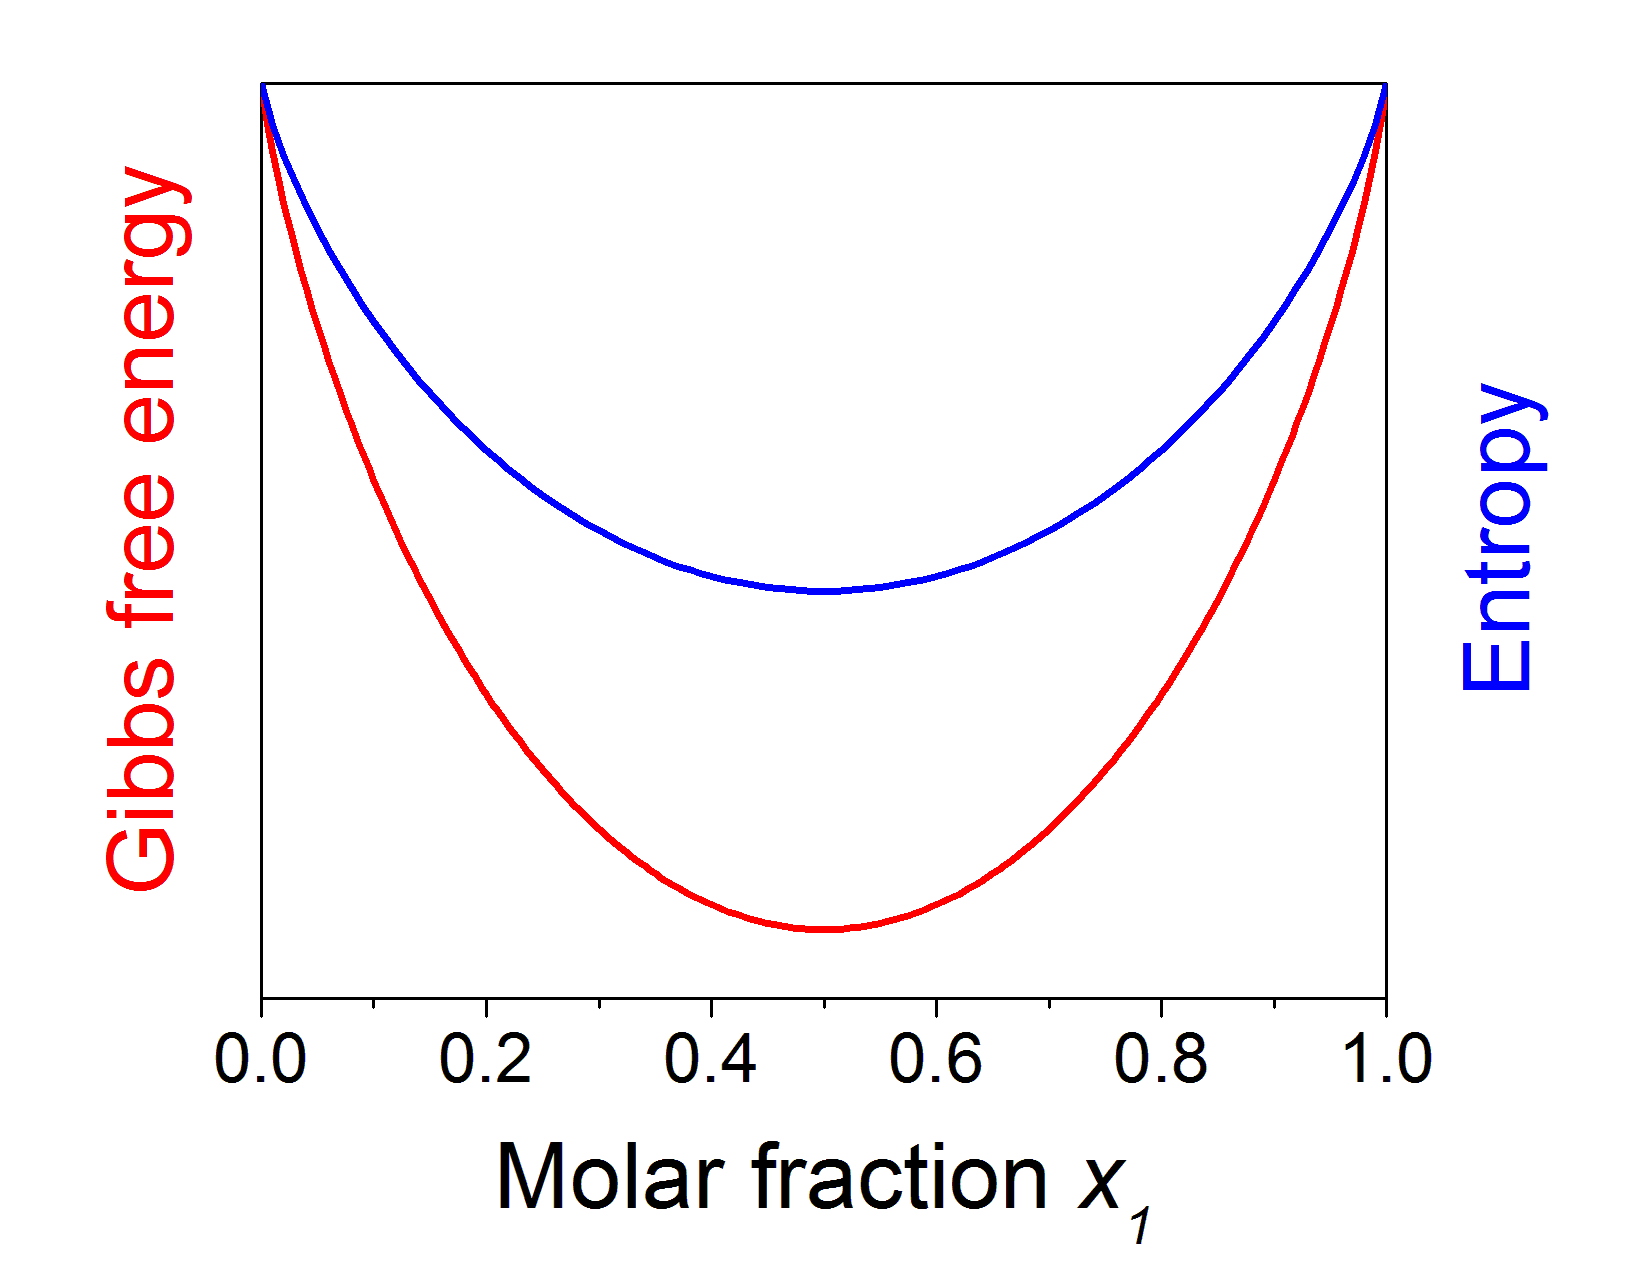 Gibbs free energy
Entropy
0.0 0.2 0.4 0.6 0.8 1.0
Molar fraction x₁